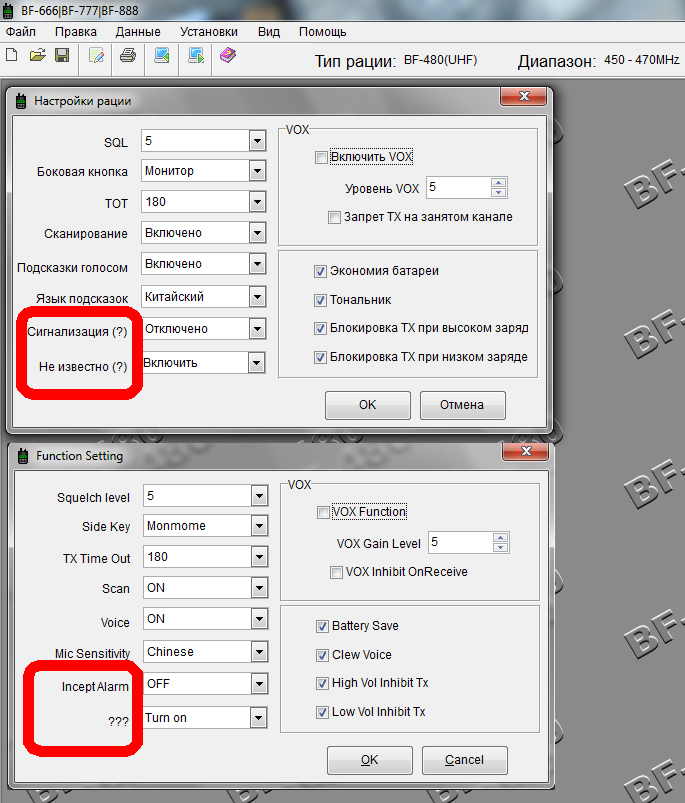 BF-666|BF-777|BF-888
Файл Правка Данные Установки Вид Помощь
Тип рации: BF-480(UHF) Диапазон: 450 - 470MHz
Настройки рации
SQL 5
Боковая кнопка Монитор
TOT 180
Сканирование Включено
Подсказки голосом Включено
Язык подсказок Китайский
Сигнализация (?) Отключено
Не известно (?) Включить
VOX
Включить VOX
Уровень VOX 5
Запрет TX на занятом канале
Экономия батареи
Тональник
Блокировка TX при высоком заряд
Блокировка TX при низком заряде
OK Отмена
Function Setting
Squelch level 5
Side Key Monmome
TX Time Out 180
Scan ON
Voice ON
Mic Sensitivity Chinese
Incept Alarm OFF
??? Turn on
VOX
VOX Function
VOX Gain Level 5
VOX Inhibit OnReceive
Battery Save
Clew Voice
High Vol Inhibit Tx
Low Vol Inhibit Tx
OK Cancel